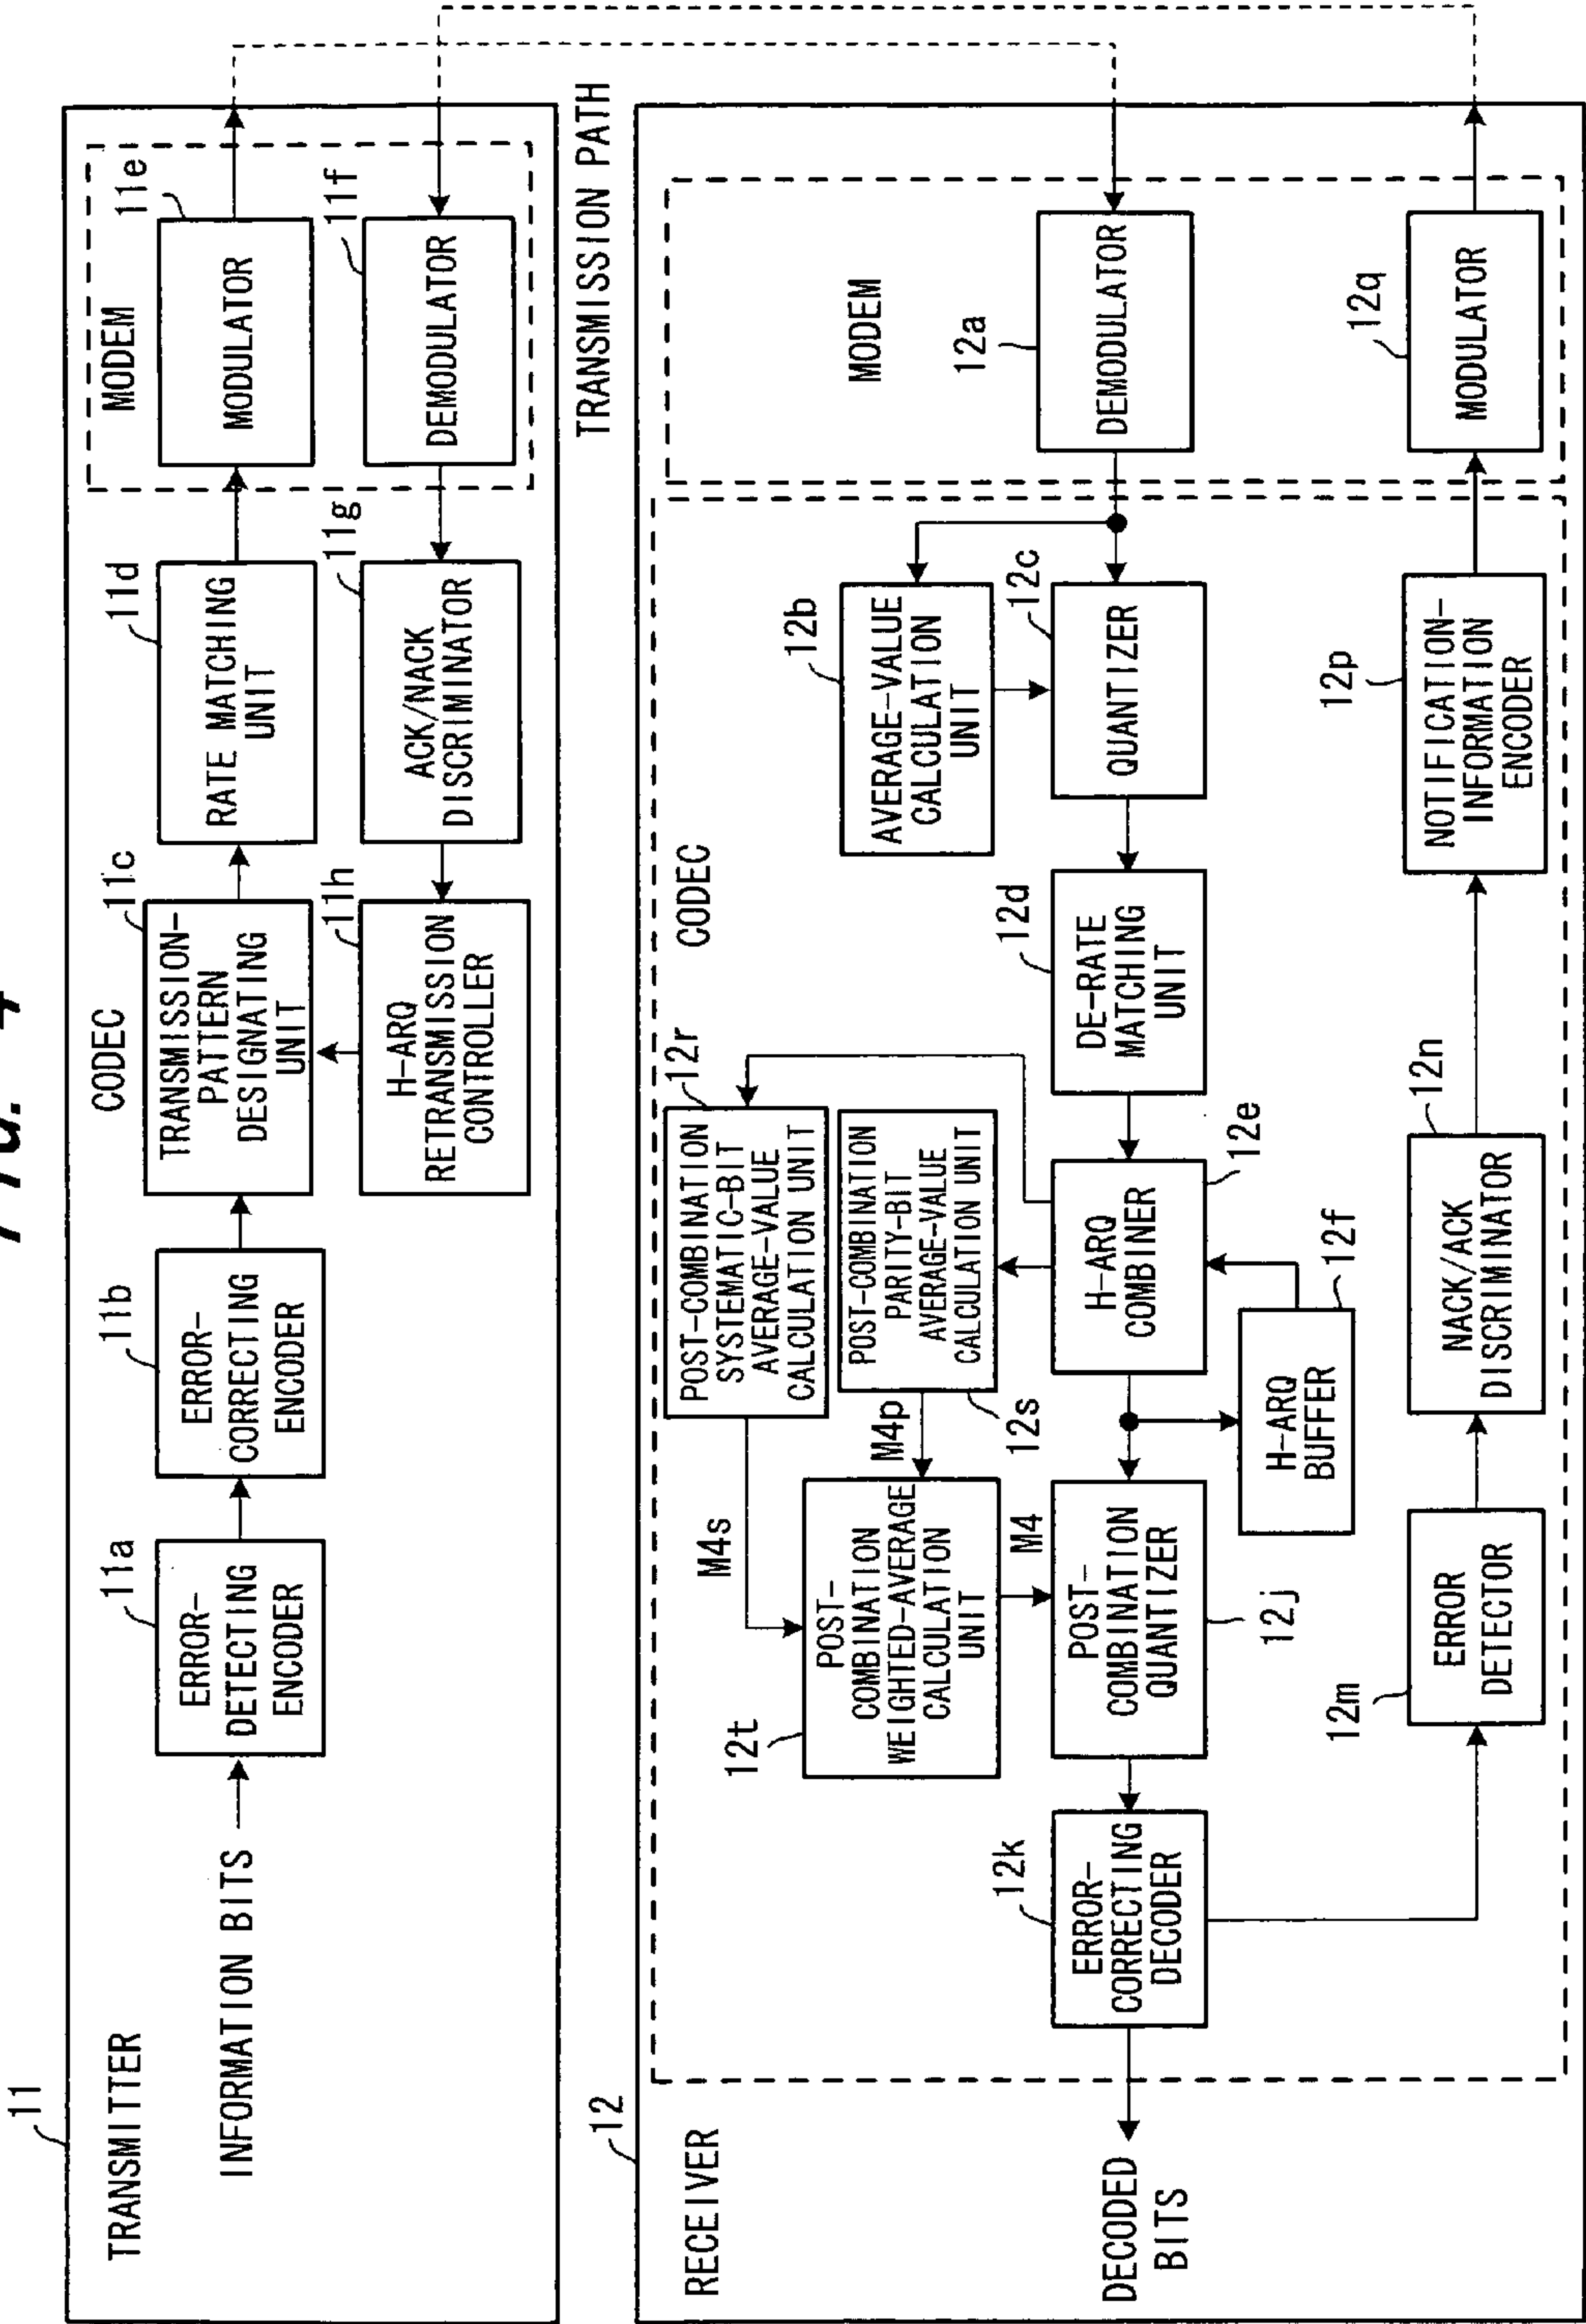 11
TRANSMITTER
INFORMATION BITS
11a
ERROR-
DETECTING
ENCODER
11b
ERROR-
CORRECTING
ENCODER
CODEC
11c
TRANSMISSION-
PATTERN
DESIGNATING
UNIT
11h
H-ARQ
RETRANSMISSION
CONTROLLER
11d
RATE MATCHING
UNIT
11g
ACK/NACK
DISCRIMINATOR
MODEM
11e
MODULATOR
11f
DEMODULATOR
TRANSMISSION PATH
12
RECEIVER
DECODED
BITS
12k
ERROR-
CORRECTING
DECODER
M4s
12t
POST-
COMBINATION
WEIGHTED-AVERAGE
CALCULATION
UNIT
M4
POST-
COMBINATION
QUANTIZER
12j
12m
ERROR
DETECTOR
12r
POST-COMBINATION
SYSTEMATIC-BIT
AVERAGE-VALUE
CALCULATION UNIT
POST-COMBINATION
PARITY-BIT
AVERAGE-VALUE
CALCULATION UNIT
M4p
12s
H-ARQ
COMBINER
12e
H-ARQ
BUFFER
12f
NACK/ACK
DISCRIMINATOR
12n
CODEC
12d
DE-RATE
MATCHING
UNIT
12b
AVERAGE-VALUE
CALCULATION
UNIT
12c
QUANTIZER
12p
NOTIFICATION-
INFORMATION
ENCODER
MODEM
12a
DEMODULATOR
12q
MODULATOR